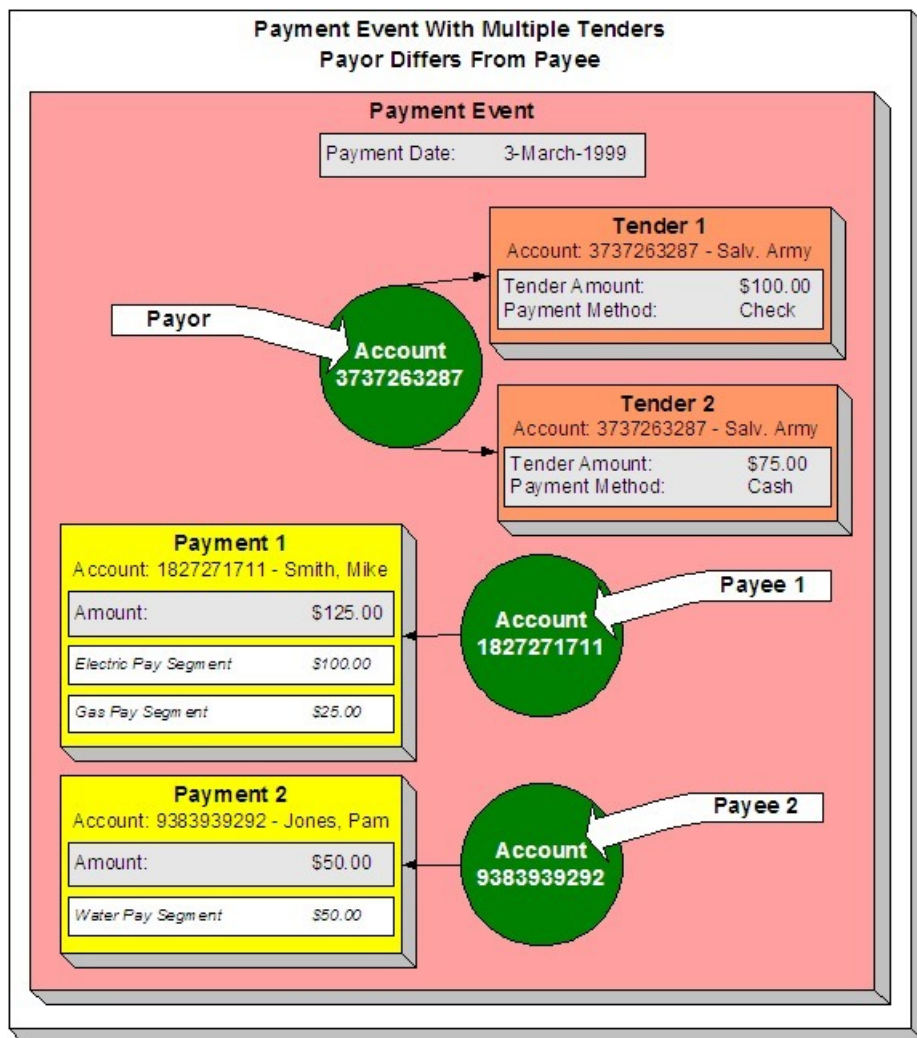 Payment Event With Multiple Tenders
Payor Differs From Payee
Payment Event
Payment Date: 3-March-1999
Tender 1
Account: 3737263287 - Salv. Army
Tender Amount: $100.00
Payment Method: Check
Payor
Account
3737263287
Tender 2
Account: 3737263287 - Salv. Army
Tender Amount: $75.00
Payment Method: Cash
Payment 1
Account: 1827271711 - Smith, Mike
Amount: $125.00
Electric Pay Segment $100.00
Gas Pay Segment $25.00
Payee 1
Account
1827271711
Payment 2
Account: 9383939292 - Jones, Pam
Amount: $50.00
Water Pay Segment $50.00
Payee 2
Account
9383939292